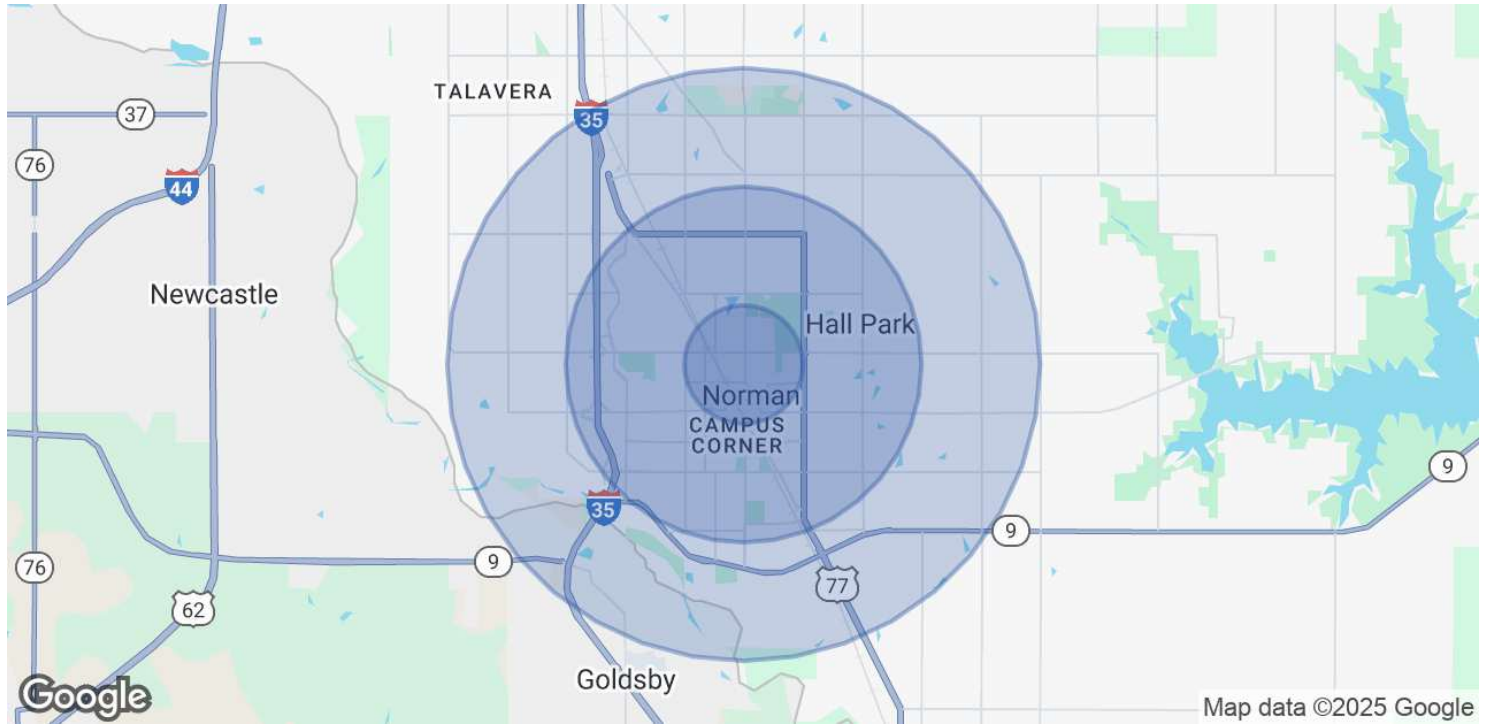 TALAVERA
35
37
76
44
Newcastle
Hall Park
Norman
CAMPUS
CORNER
9
35
9
9
76
62
77
Goldsby
Google
Map data ©2025 Google